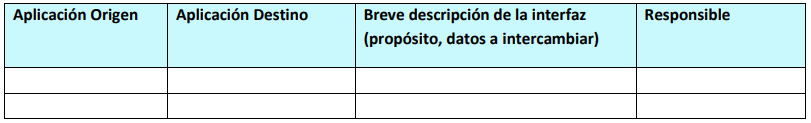 Aplicación Origen
Aplicación Destino
Breve descripción de la interfaz
(propósito, datos a intercambiar)
Responsible